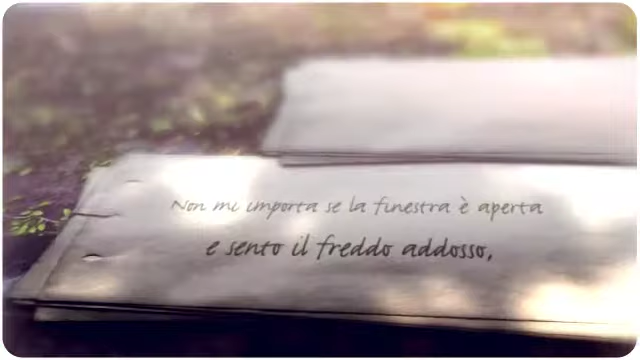 Non mi importa se la finestra è aperta
e sento il freddo addosso,